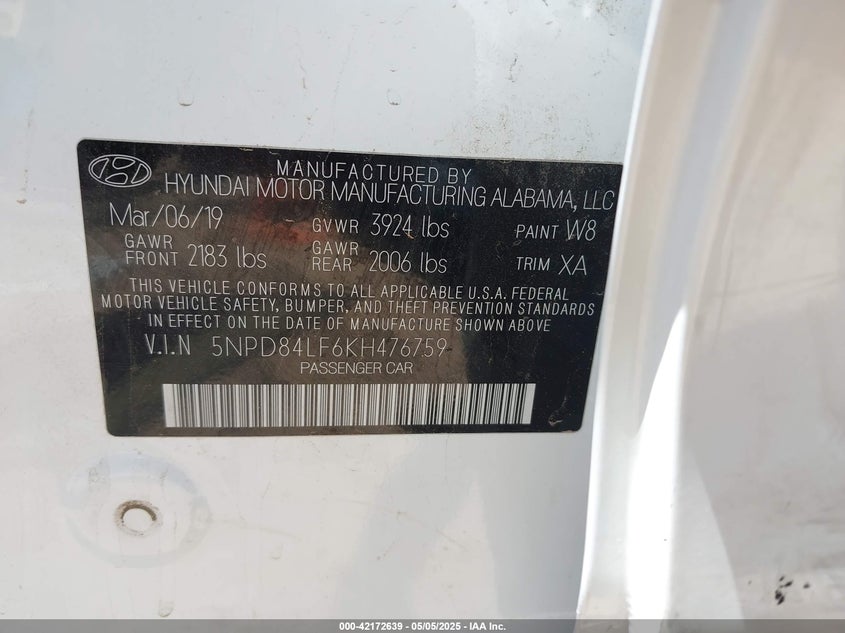 MANUFACTURED BY
HYUNDAI MOTOR MANUFACTURING ALABAMA, LLC
Mar/06/19 GVWR 3924 lbs PAINT W8
GAWR FRONT 2183 lbs GAWR REAR 2006 lbs TRIM XA
THIS VEHICLE CONFORMS TO ALL APPLICABLE U.S.A. FEDERAL
MOTOR VEHICLE SAFETY, BUMPER, AND THEFT PREVENTION STANDARDS
IN EFFECT ON THE DATE OF MANUFACTURE SHOWN ABOVE.
V.I.N 5NPD84LF6KH476759
PASSENGER CAR
000-42172639 - 05/05/2025 - IAA Inc.